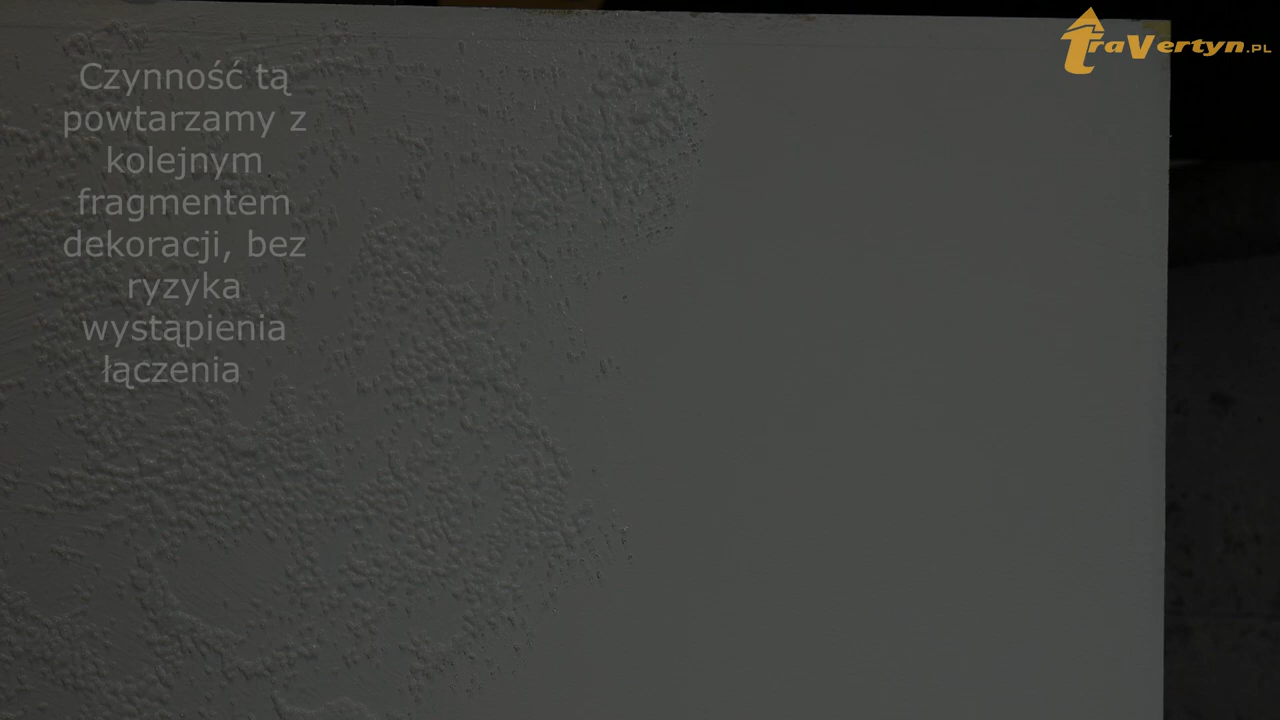 Czynność tą
powtarzamy z
kolejnym
fragmentem
dekoracji, bez
ryzyka
wystąpienia
łączenia
traVertyn.PL